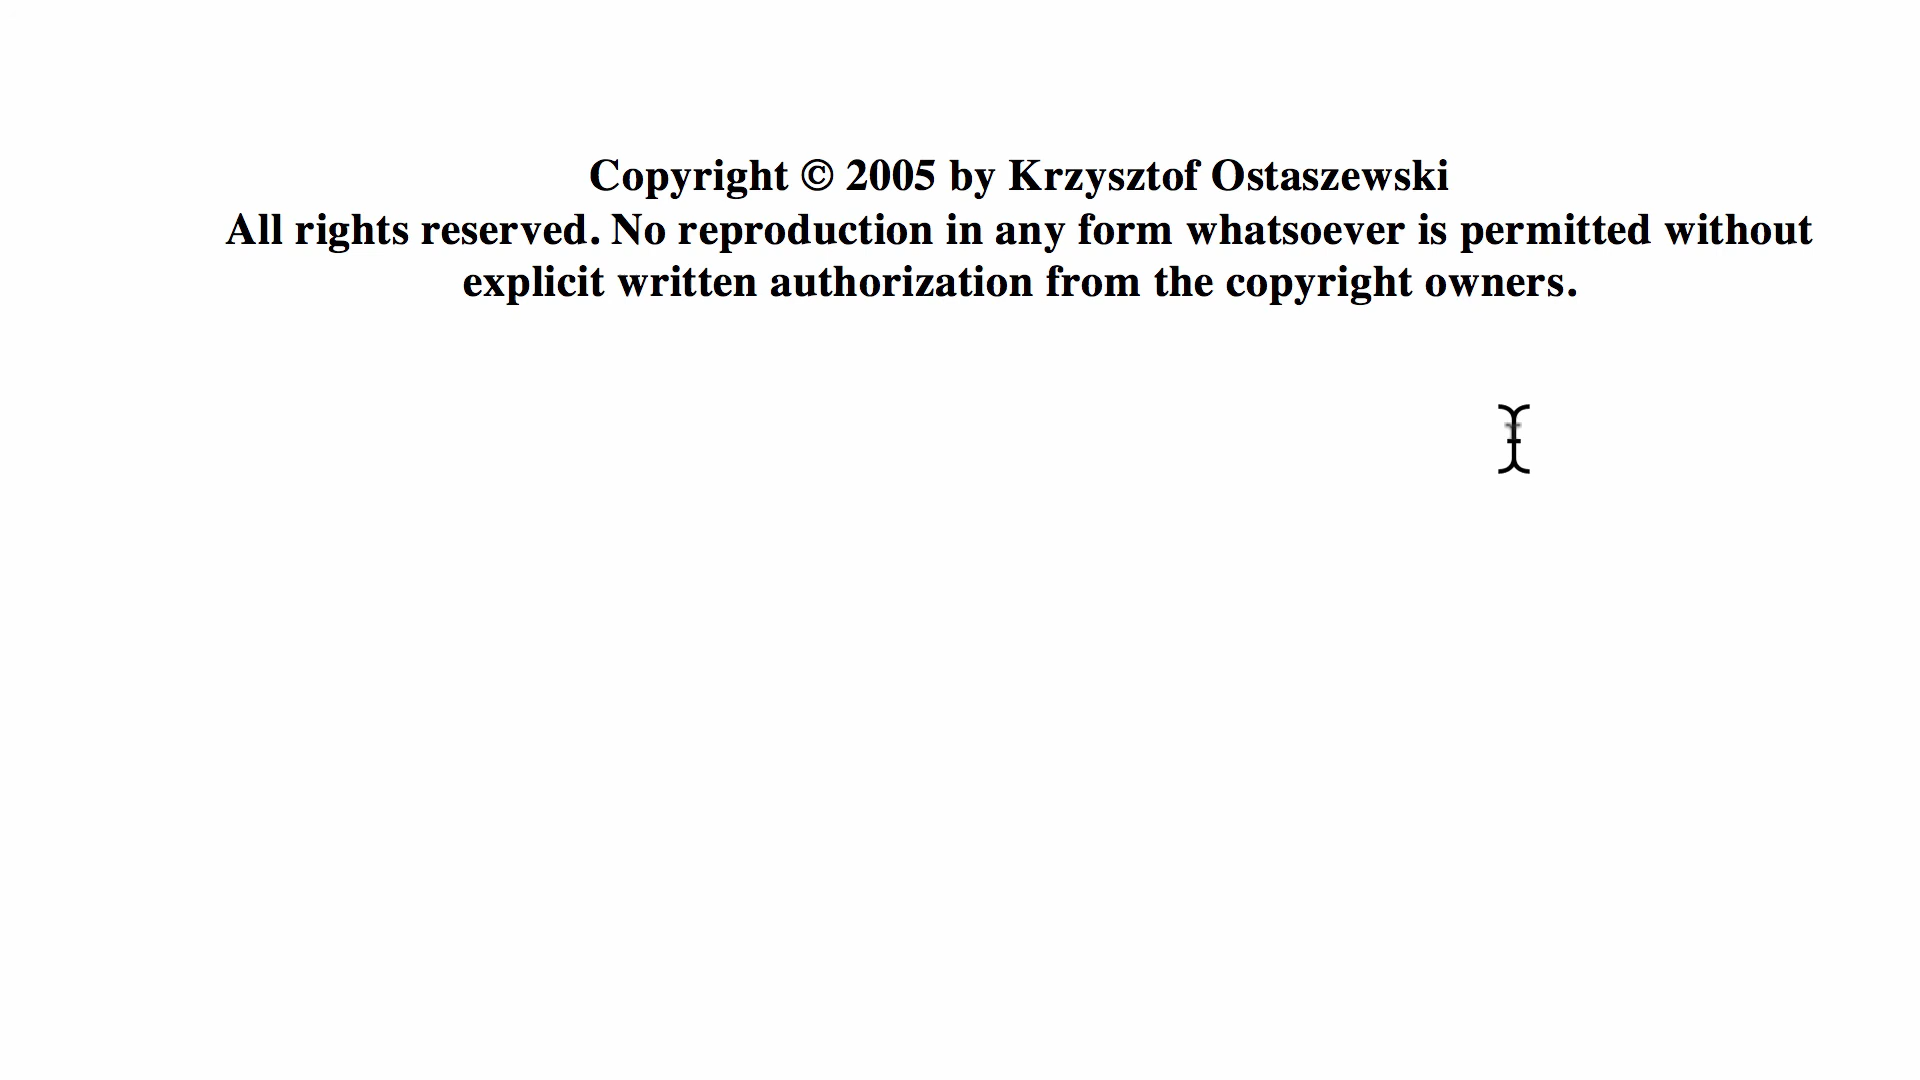 Copyright © 2005 by Krzysztof Ostaszewski
All rights reserved. No reproduction in any form whatsoever is permitted without
explicit written authorization from the copyright owners.